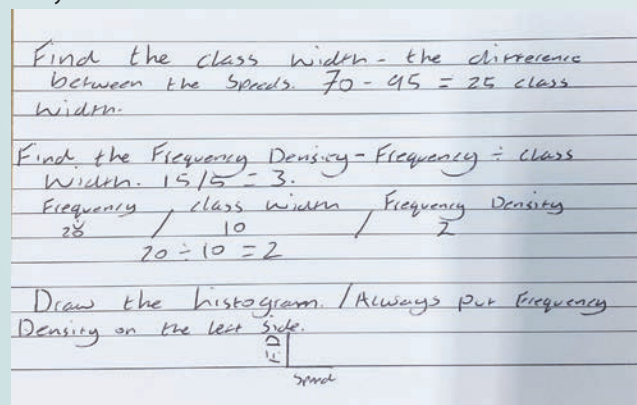 Find the class width - the difference
between the Speeds. 70 - 95 = 25 class
width.
Find the Frequency Density - Frequency ÷ class
Width. 15/5 = 3.
Frequency / class width / Frequency Density
20 10 2
20 ÷ 10 = 2
Draw the histogram. / Always put Frequency
Density on the left side.
FD
Speed